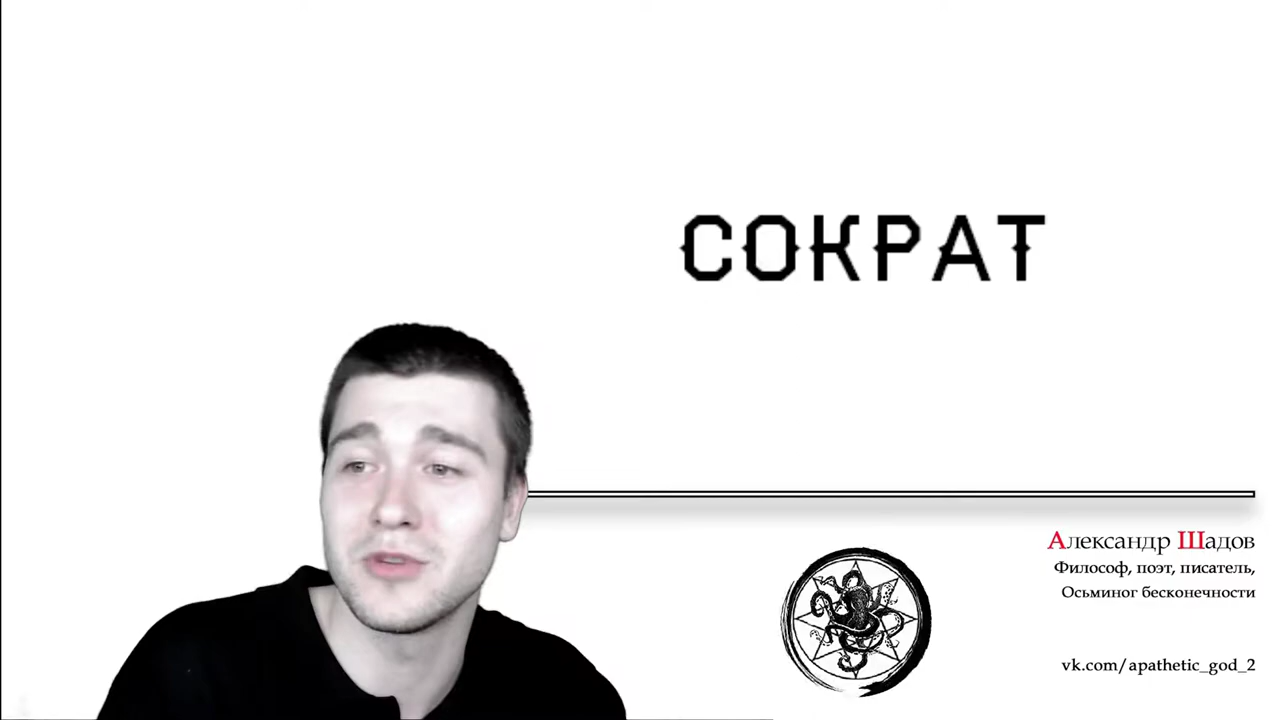 СОКРАТ
Александр Шадов
Философ, поэт, писатель,
Осьминог бесконечности
vk.com/apathetic_god_2